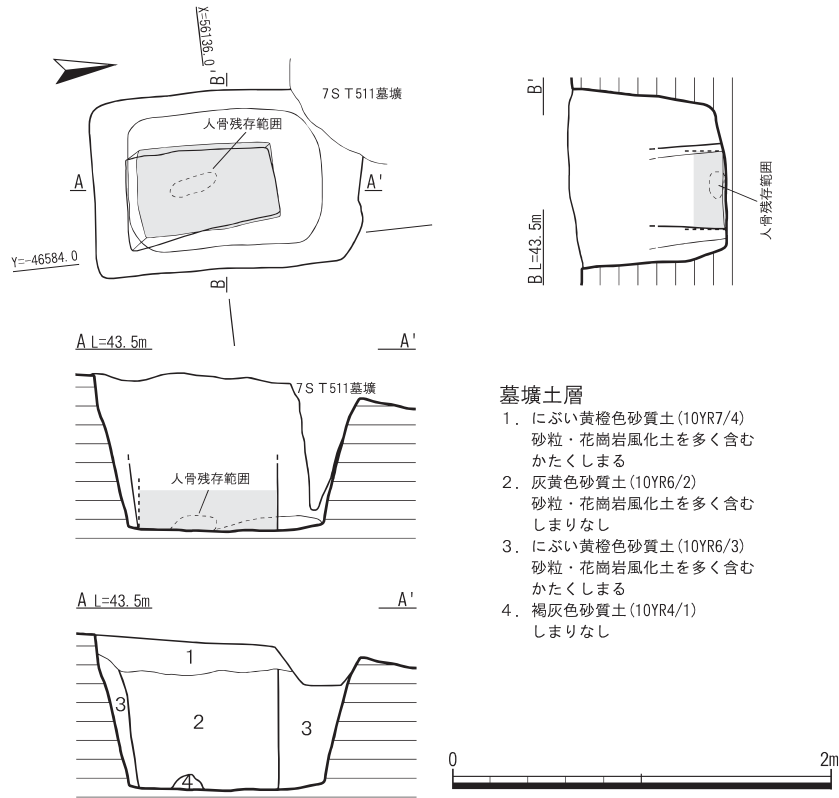 X=56136.0
B'
7ST511墓壙
人骨残存範囲
A
A'
Y=-46584.0
B
B'
人骨残存範囲
B L=43.5m
A L=43.5m
A'
7ST511墓壙
人骨残存範囲
A L=43.5m
A'
1
2
3
3
4
墓壙土層
1．にぶい黄橙色砂質土(10YR7/4)
砂粒・花崗岩風化土を多く含む
かたくしまる
2．灰黄色砂質土(10YR6/2)
砂粒・花崗岩風化土を多く含む
しまりなし
3．にぶい黄橙色砂質土(10YR6/3)
砂粒・花崗岩風化土を多く含む
かたくしまる
4．褐灰色砂質土(10YR4/1)
しまりなし
0
2m